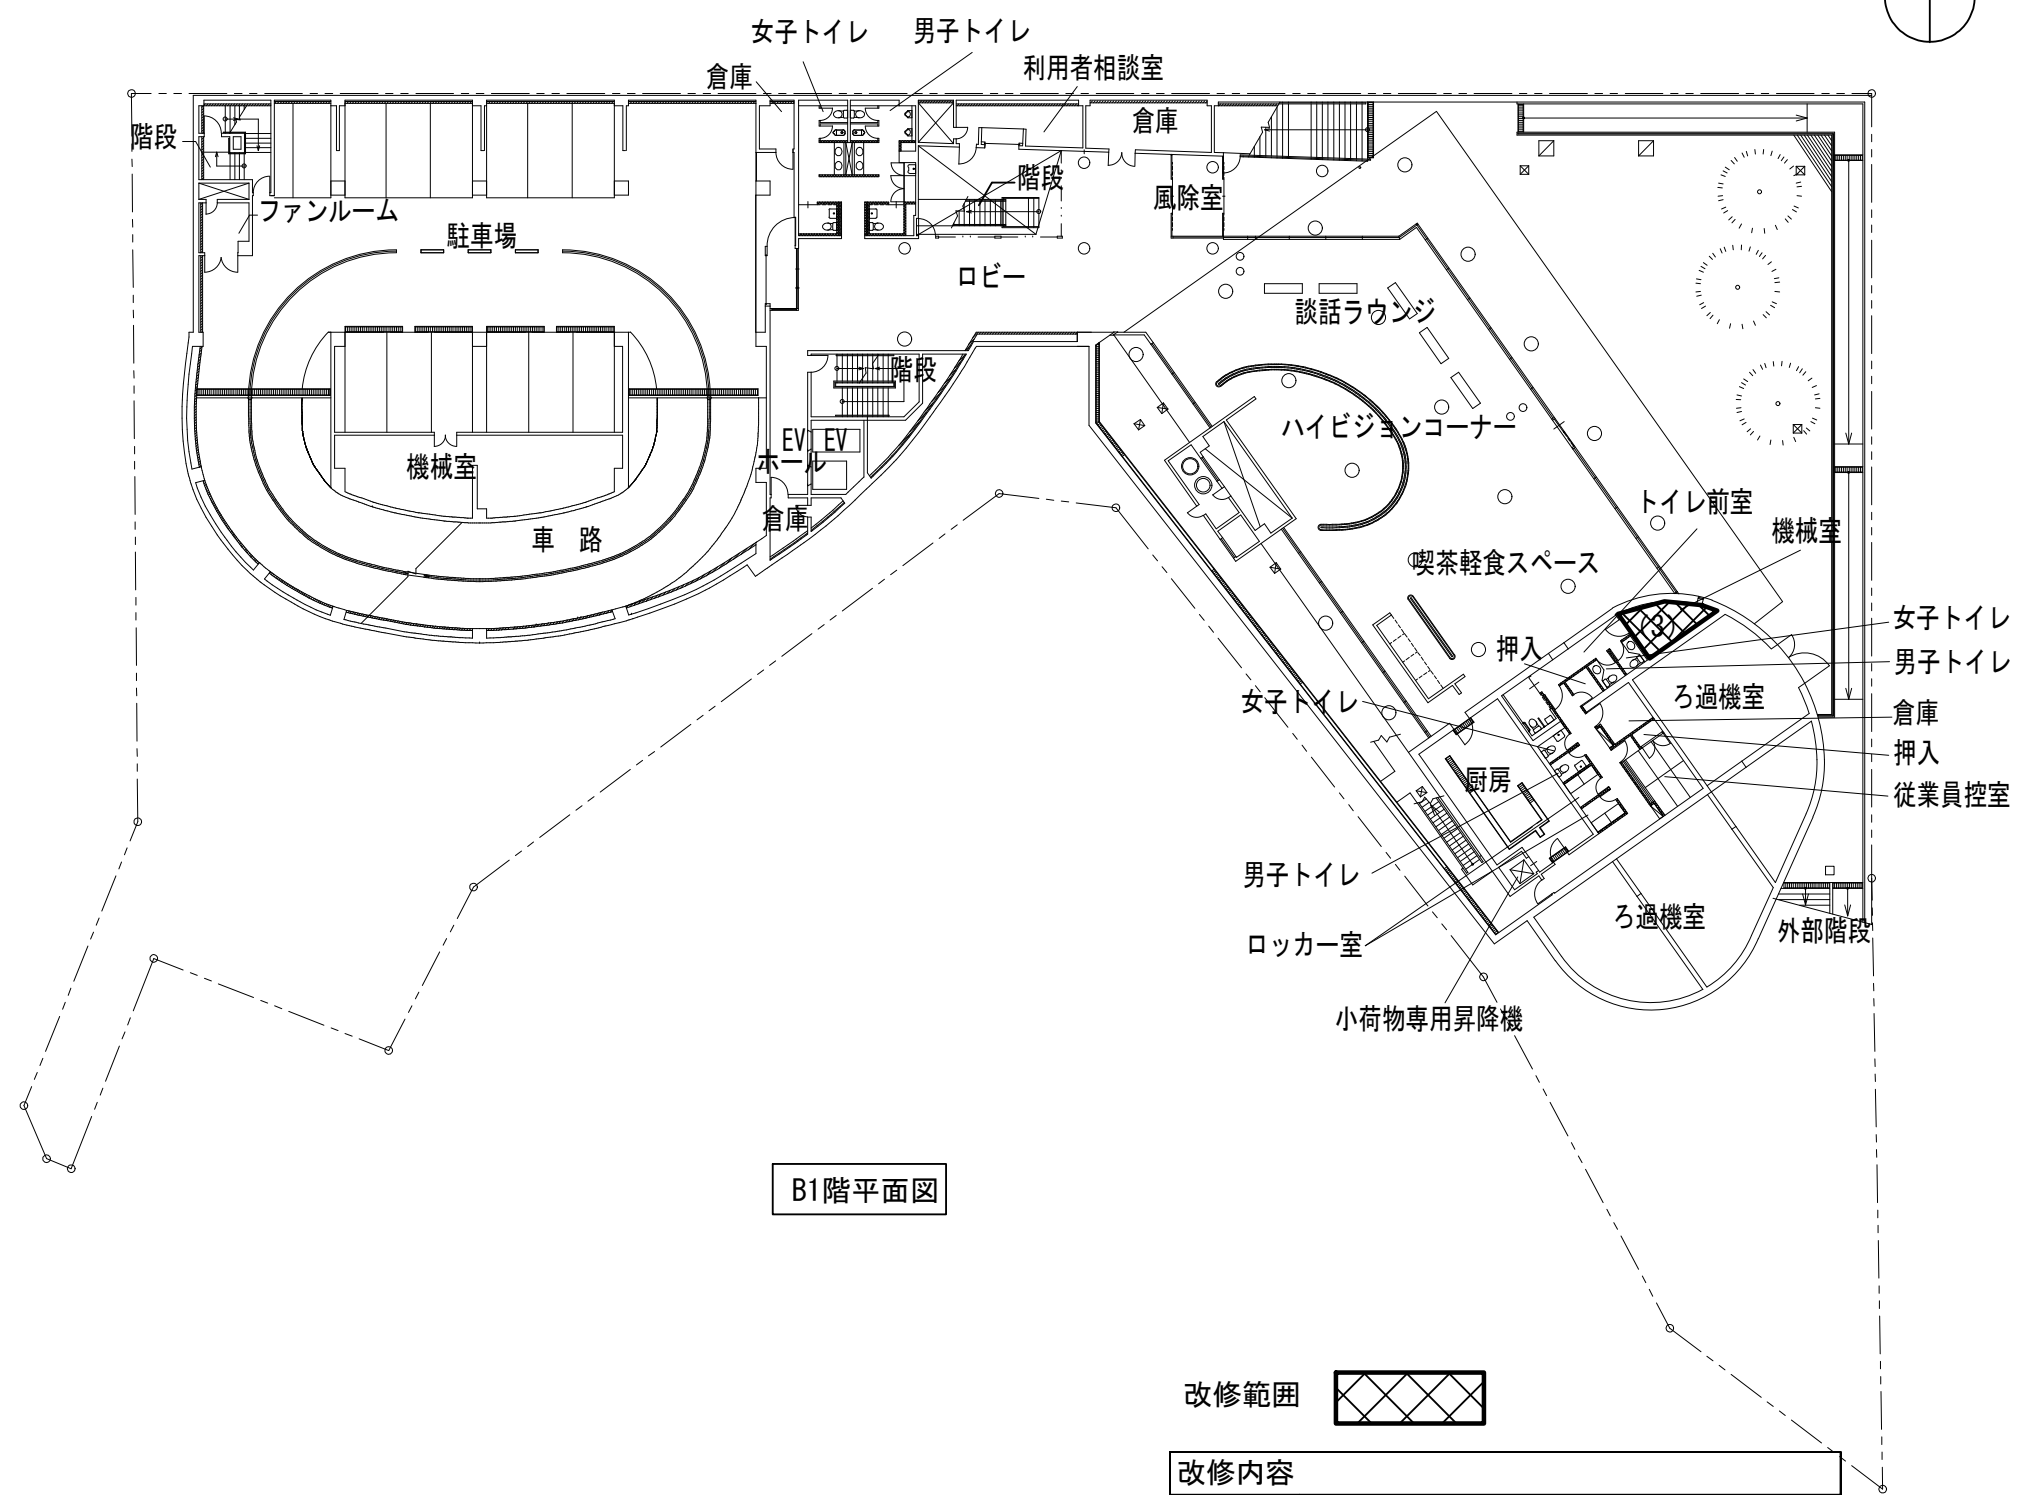 女子トイレ
男子トイレ
倉庫
利用者相談室
階段
倉庫
階段
風除室
ファンルーム
駐車場
ロビー
談話ラウンジ
階段
ハイビジョンコーナー
EV
EV
ホール
機械室
トイレ前室
倉庫
機械室
車　路
喫茶軽食スペース
女子トイレ
③
押入
男子トイレ
女子トイレ
ろ過機室
倉庫
押入
厨房
従業員控室
男子トイレ
ろ過機室
外部階段
ロッカー室
小荷物専用昇降機
B1階平面図
改修範囲
改修内容